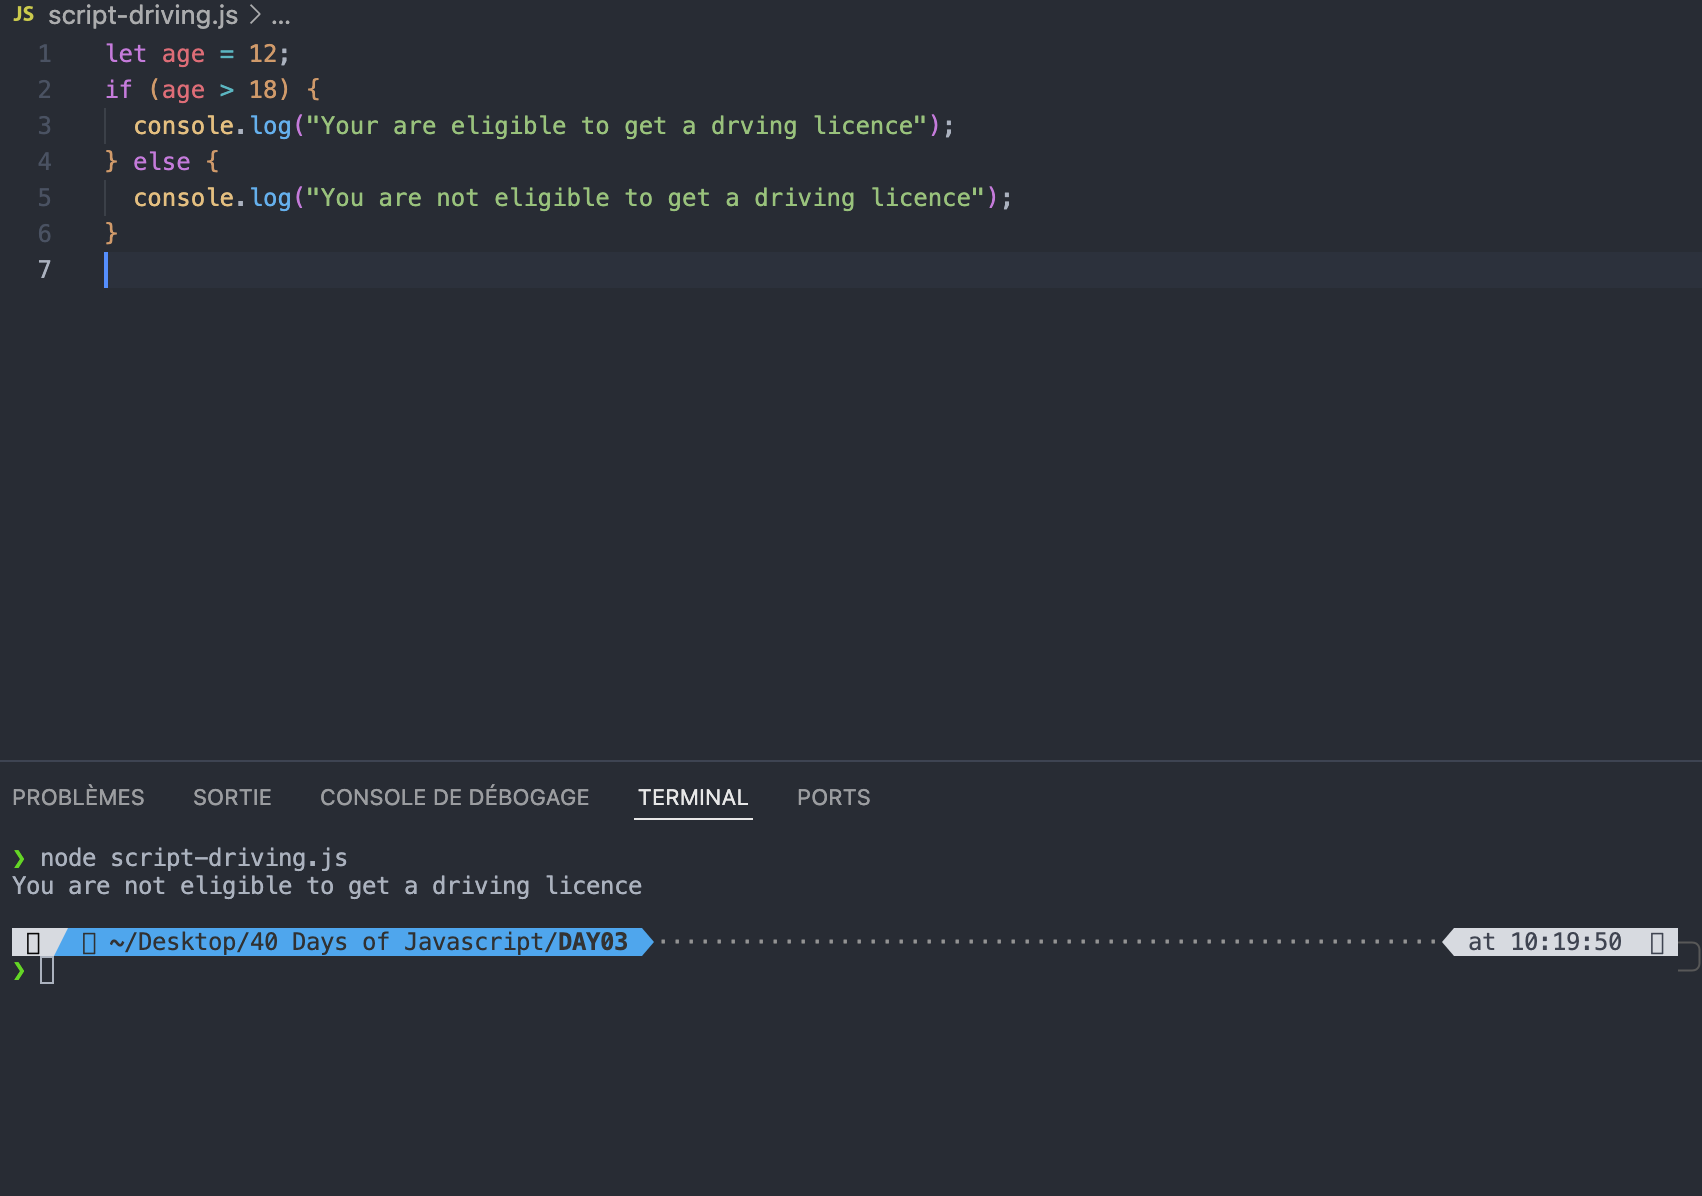 JS script-driving.js > ...
1 let age = 12;
2 if (age > 18) {
3 console.log("Your are eligible to get a drving licence");
4 } else {
5 console.log("You are not eligible to get a driving licence");
6 }
7
PROBLÈMES SORTIE CONSOLE DE DÉBOGAGE TERMINAL PORTS
❯ node script-driving.js
You are not eligible to get a driving licence
~/Desktop/40 Days of Javascript/DAY03 at 10:19:50
❯